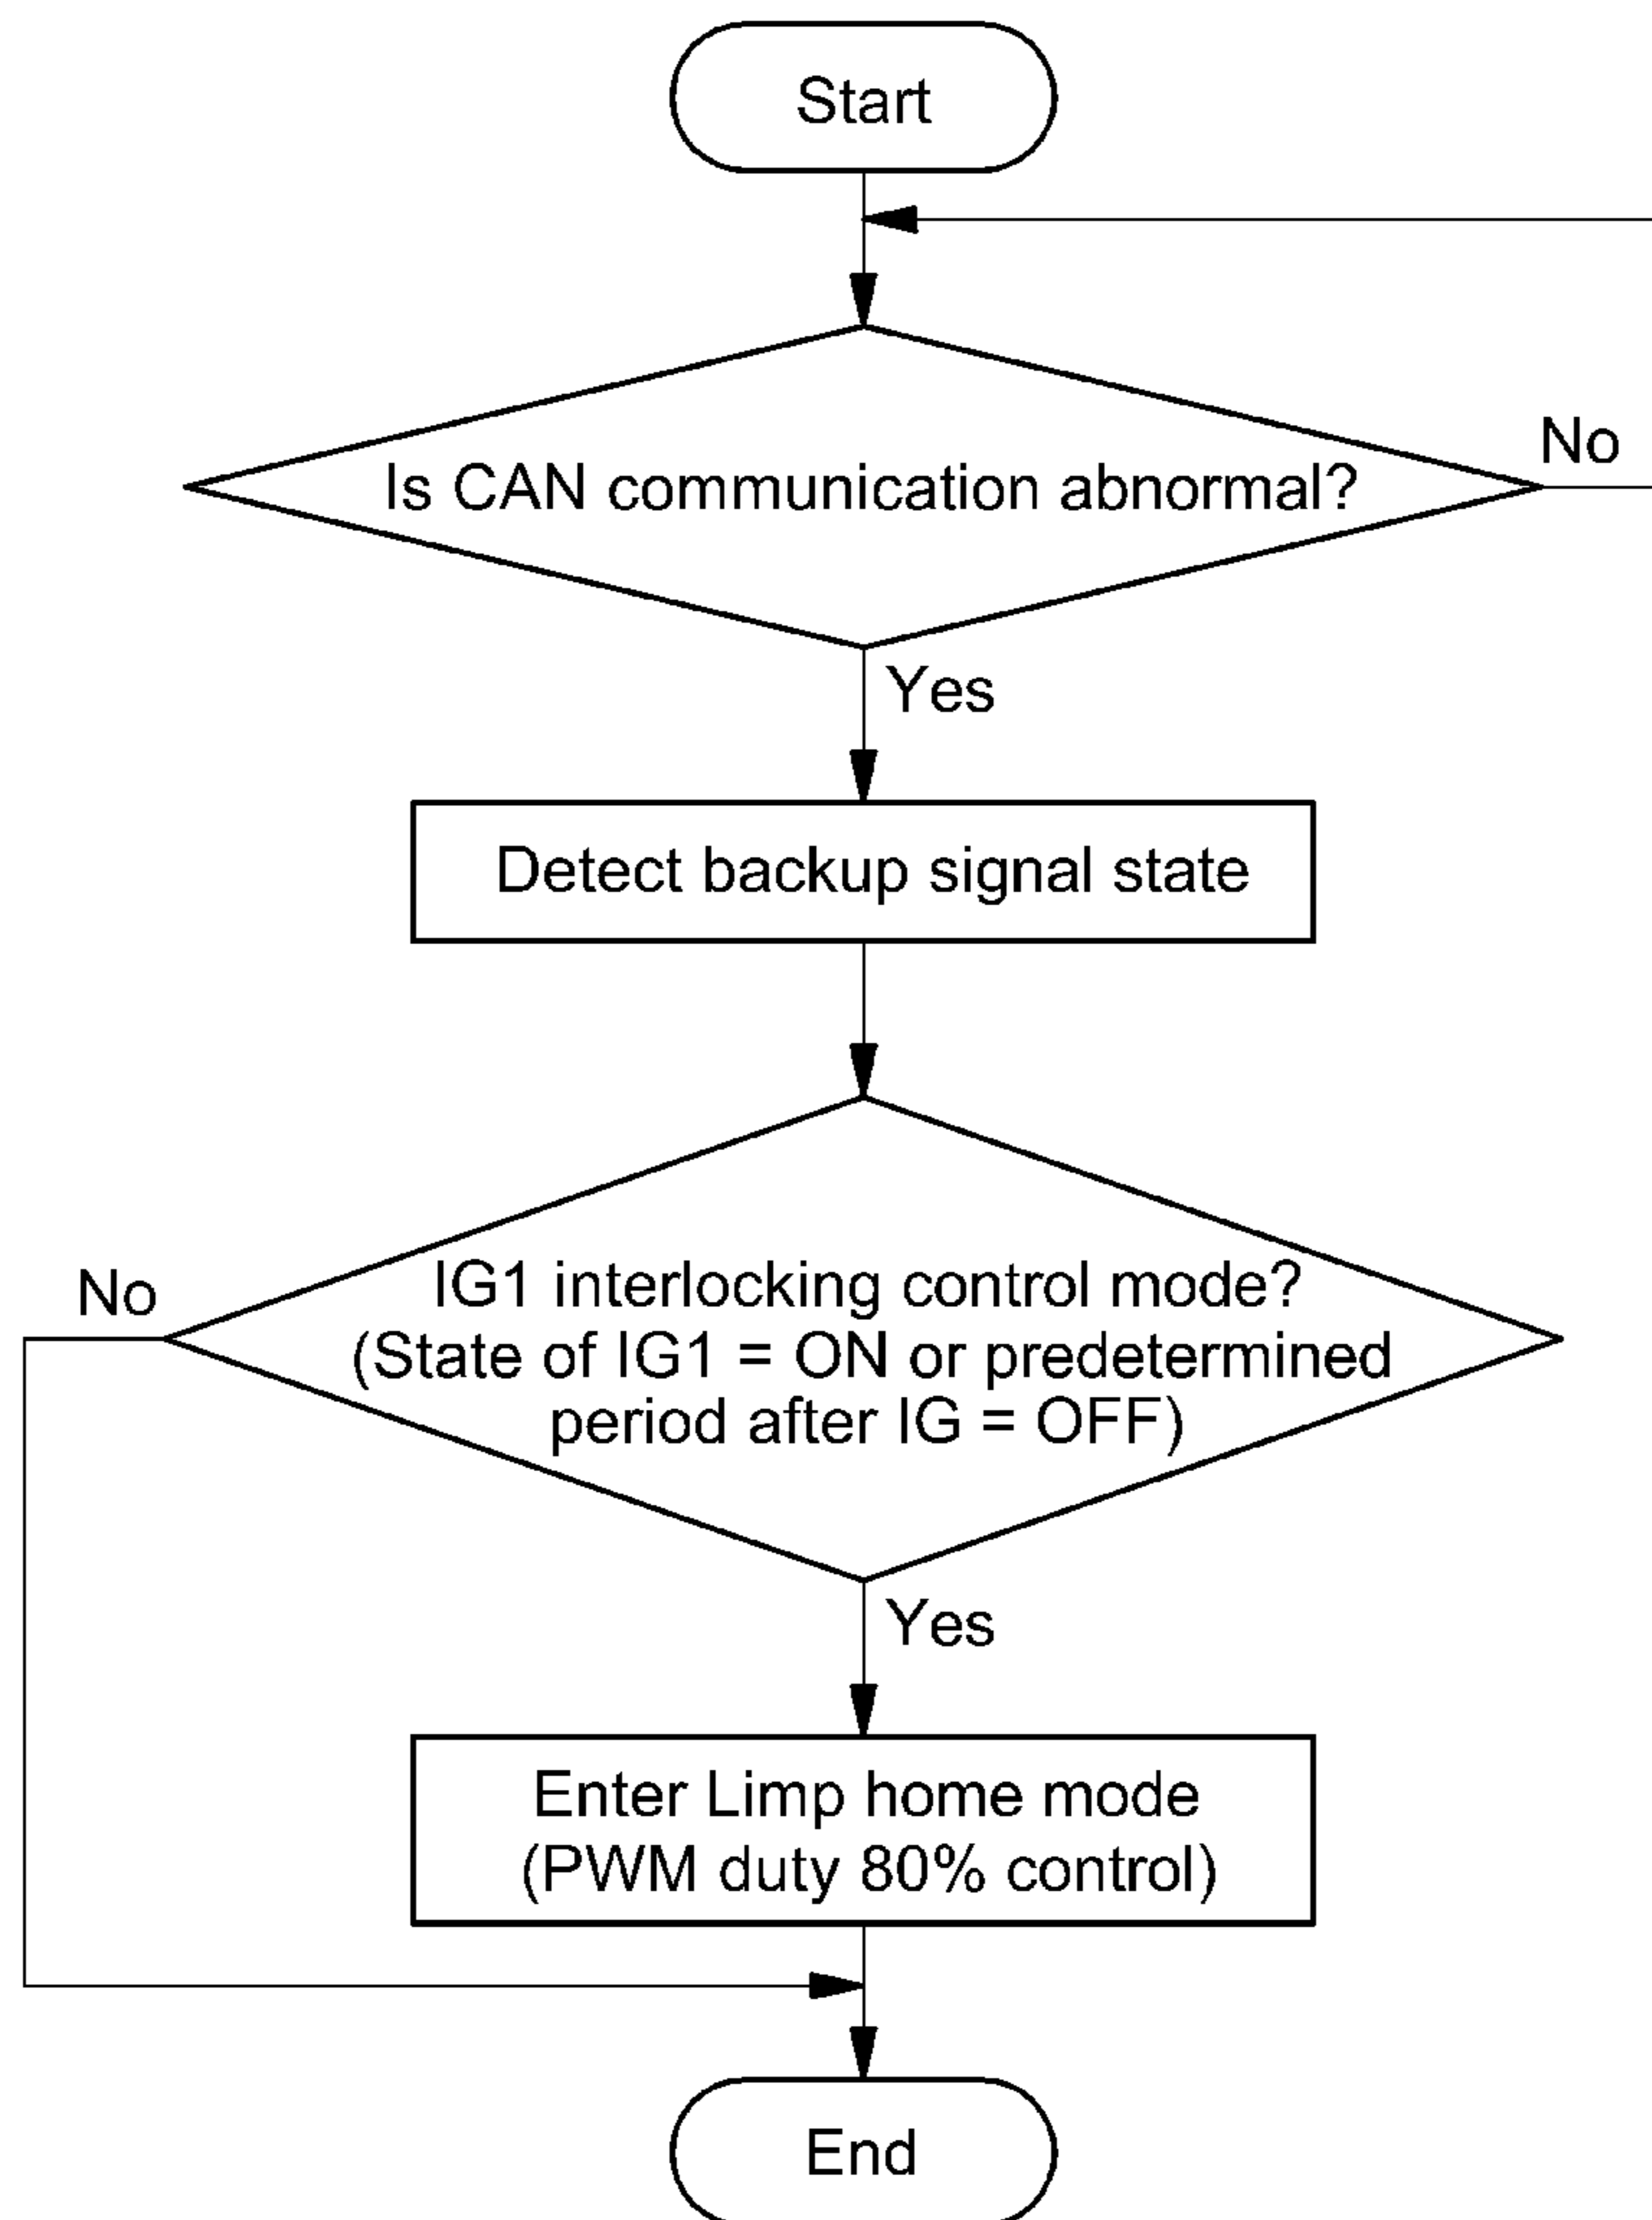 Start
Is CAN communication abnormal?
No
Yes
Detect backup signal state
No
IG1 interlocking control mode?
(State of IG1 = ON or predetermined
period after IG = OFF)
Yes
Enter Limp home mode
(PWM duty 80% control)
End